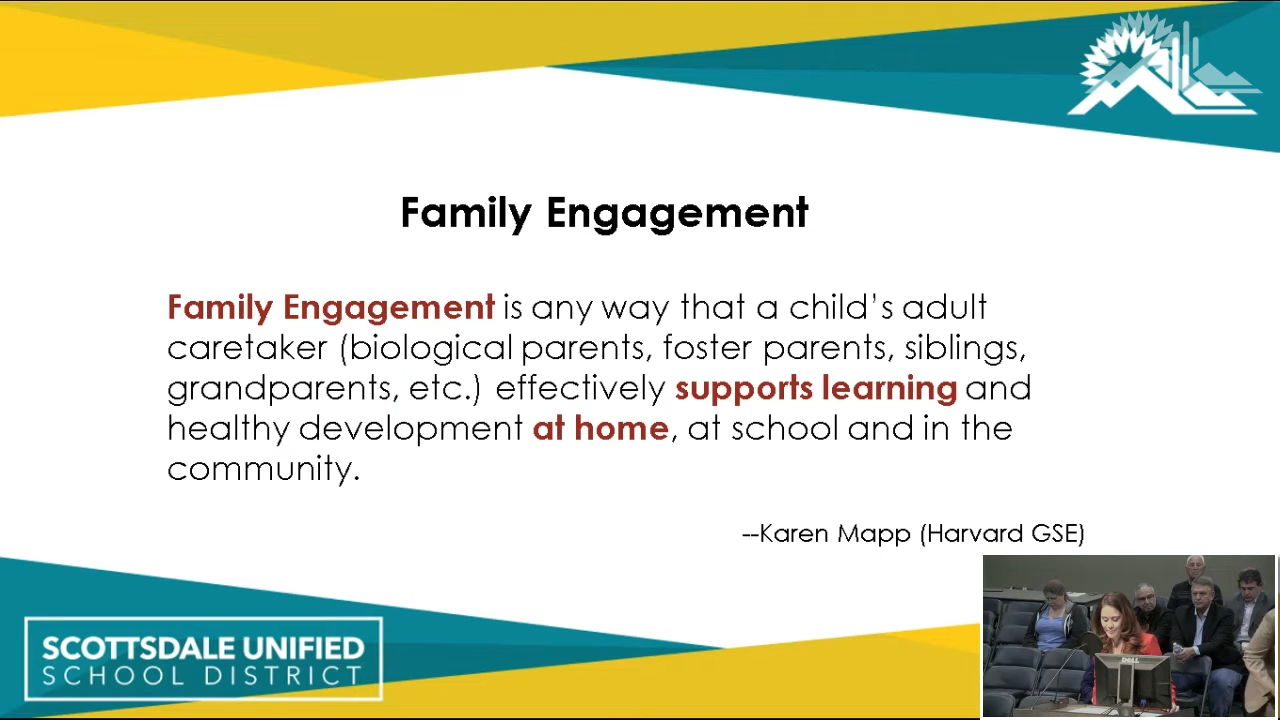 Family Engagement
Family Engagement is any way that a child's adult
caretaker (biological parents, foster parents, siblings,
grandparents, etc.) effectively supports learning and
healthy development at home, at school and in the
community.
--Karen Mapp (Harvard GSE)
SCOTTSDALE UNIFIED
SCHOOL DISTRICT
DELL